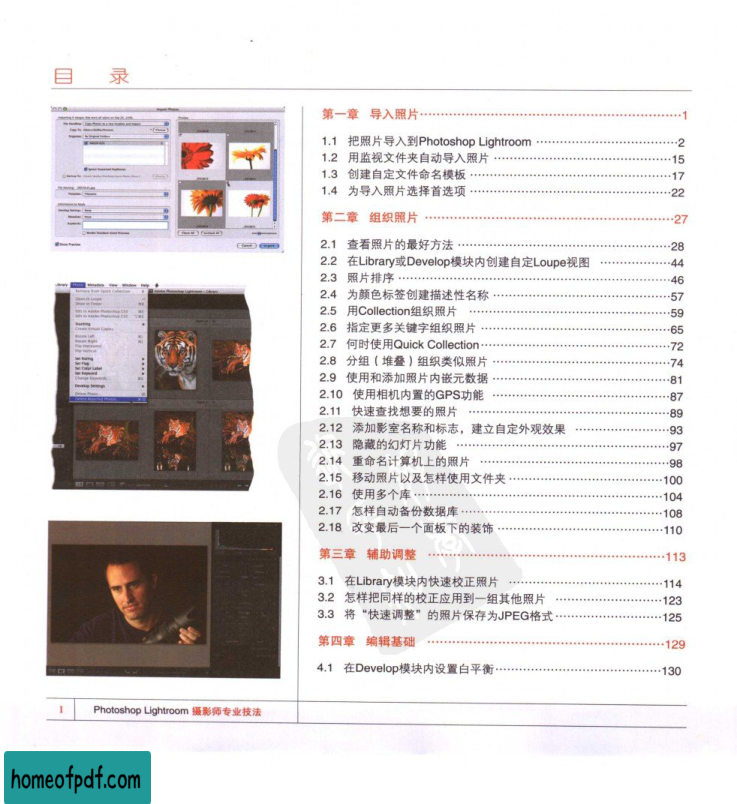 目 录
第一章 导入照片 1
1.1 把照片导入到Photoshop Lightroom 2
1.2 用监视文件夹自动导入照片 15
1.3 创建自定文件命名模板 17
1.4 为导入照片选择首选项 22
第二章 组织照片 27
2.1 查看照片的最好方法 28
2.2 在Library或Develop模块内创建自定Loupe视图 44
2.3 照片排序 46
2.4 为颜色标签创建描述性名称 57
2.5 用Collection组织照片 59
2.6 指定更多关键字组织照片 65
2.7 何时使用Quick Collection 72
2.8 分组（堆叠）组织类似照片 74
2.9 使用和添加照片内嵌元数据 81
2.10 使用相机内置的GPS功能 87
2.11 快速查找想要的照片 89
2.12 添加影室名称和标志，建立自定外观效果 93
2.13 隐藏的幻灯片功能 97
2.14 重命名计算机上的照片 98
2.15 移动照片以及怎样使用文件夹 100
2.16 使用多个库 104
2.17 怎样自动备份数据库 108
2.18 改变最后一个面板下的装饰 110
第三章 辅助调整 113
3.1 在Library模块内快速校正照片 114
3.2 怎样把同样的校正应用到一组其他照片 123
3.3 将“快速调整”的照片保存为JPEG格式 125
第四章 编辑基础 129
4.1 在Develop模块内设置白平衡 130
I Photoshop Lightroom 摄影师专业技法
homeofpdf.com